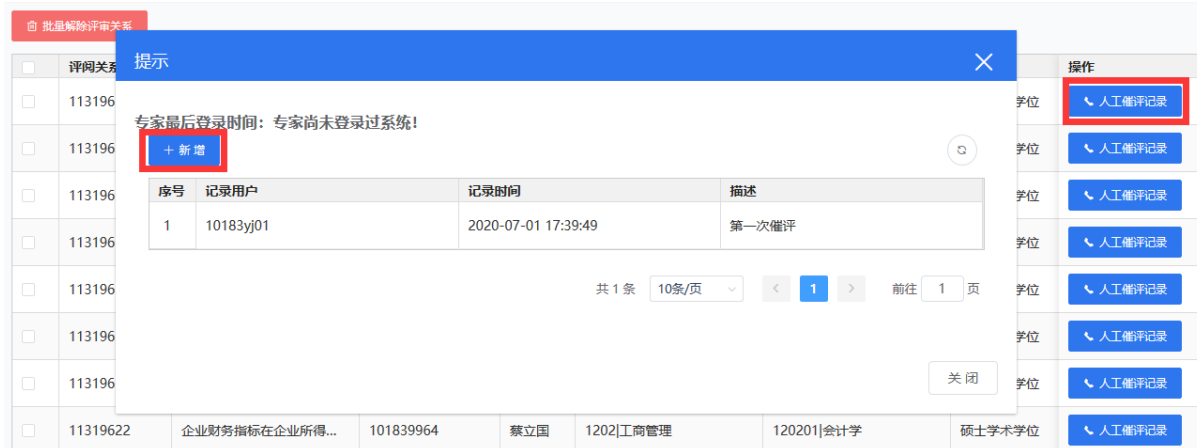 批量解除评审关系
评阅关系 操作
提示
113196 学位 人工催评记录
专家最后登录时间：专家尚未登录过系统！
+ 新增
113196 学位 人工催评记录
序号 记录用户 记录时间 描述
113196 学位 人工催评记录
1 10183yj01 2020-07-01 17:39:49 第一次催评
113196 学位 人工催评记录
共 1 条 10条/页 < 1 > 前往 1 页
113196 学位 人工催评记录
113196 学位 人工催评记录
关闭
113196 学位 人工催评记录
11319622 企业财务指标在企业所得... 101839964 蔡立国 1202|工商管理 120201|会计学 硕士学术学位 人工催评记录